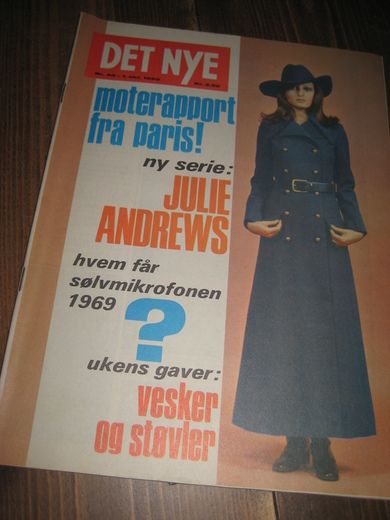 DET NYE
moterapport
fra paris!
ny serie:
JULIE
ANDREWS
hvem får
sølvmikrofonen
1969
?
ukens gaver:
vesker
og støvler